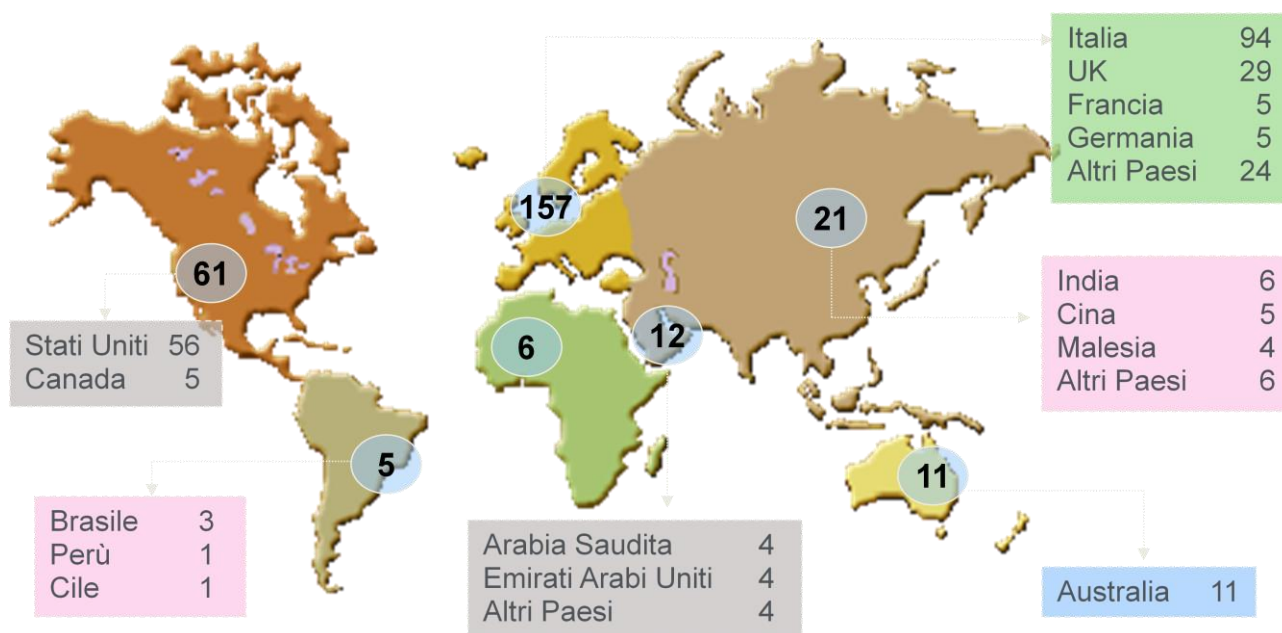 Italia 94
UK 29
Francia 5
Germania 5
Altri Paesi 24
157
21
61
India 6
Cina 5
Malesia 4
Altri Paesi 6
Stati Uniti 56
Canada 5
6
12
5
11
Brasile 3
Perù 1
Cile 1
Arabia Saudita 4
Emirati Arabi Uniti 4
Altri Paesi 4
Australia 11